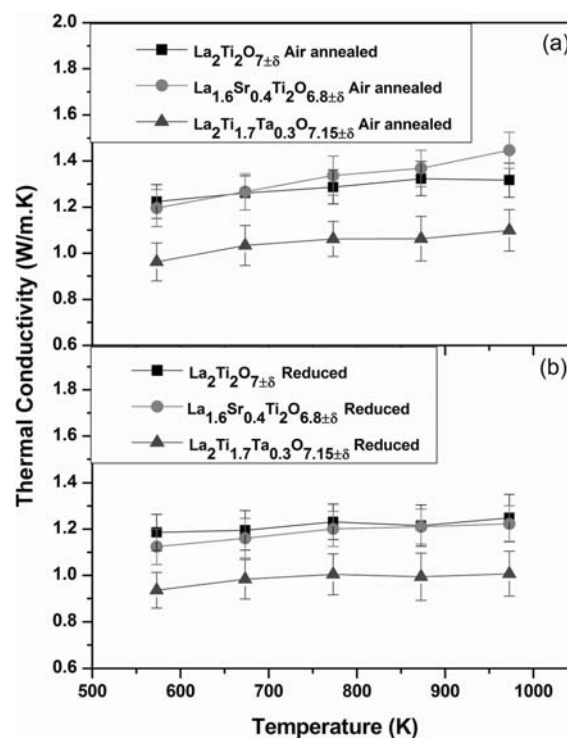 2.0
(a)
La₂Ti₂O₇±δ Air annealed
1.8
La₁.₆Sr₀.₄Ti₂O₆.₈±δ Air annealed
1.6
La₂Ti₁.₇Ta₀.₃O₇.₁₅±δ Air annealed
1.4
1.2
1.0
0.8
0.6
(b)
La₂Ti₂O₇±δ Reduced
1.8
La₁.₆Sr₀.₄Ti₂O₆.₈±δ Reduced
1.6
La₂Ti₁.₇Ta₀.₃O₇.₁₅±δ Reduced
1.4
1.2
1.0
0.8
0.6
Thermal Conductivity (W/m.K)
500 600 700 800 900 1000
Temperature (K)